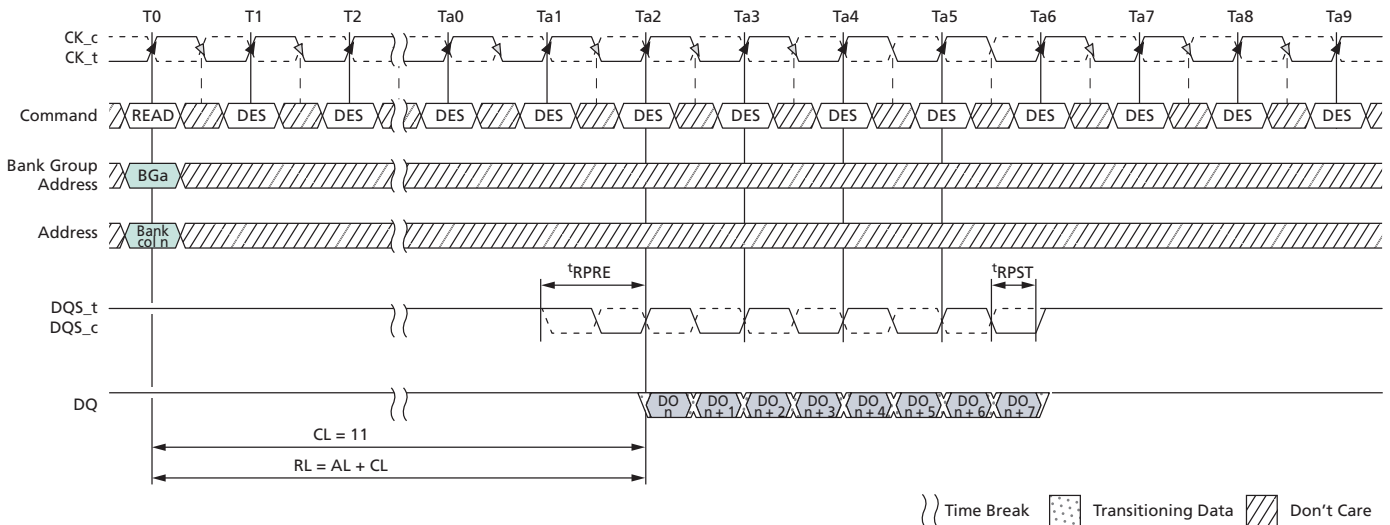 T0 T1 T2 Ta0 Ta1 Ta2 Ta3 Ta4 Ta5 Ta6 Ta7 Ta8 Ta9
CK_c
CK_t
Command READ DES DES DES DES DES DES DES DES DES DES DES DES
Bank Group
Address
BGa
Address
Bank
col n
tRPRE
tRPST
DQS_t
DQS_c
DQ
DO DO DO DO DO DO DO DO
n n + 1 n + 2 n + 3 n + 4 n + 5 n + 6 n + 7
CL = 11
RL = AL + CL
Time Break Transitioning Data Don't Care